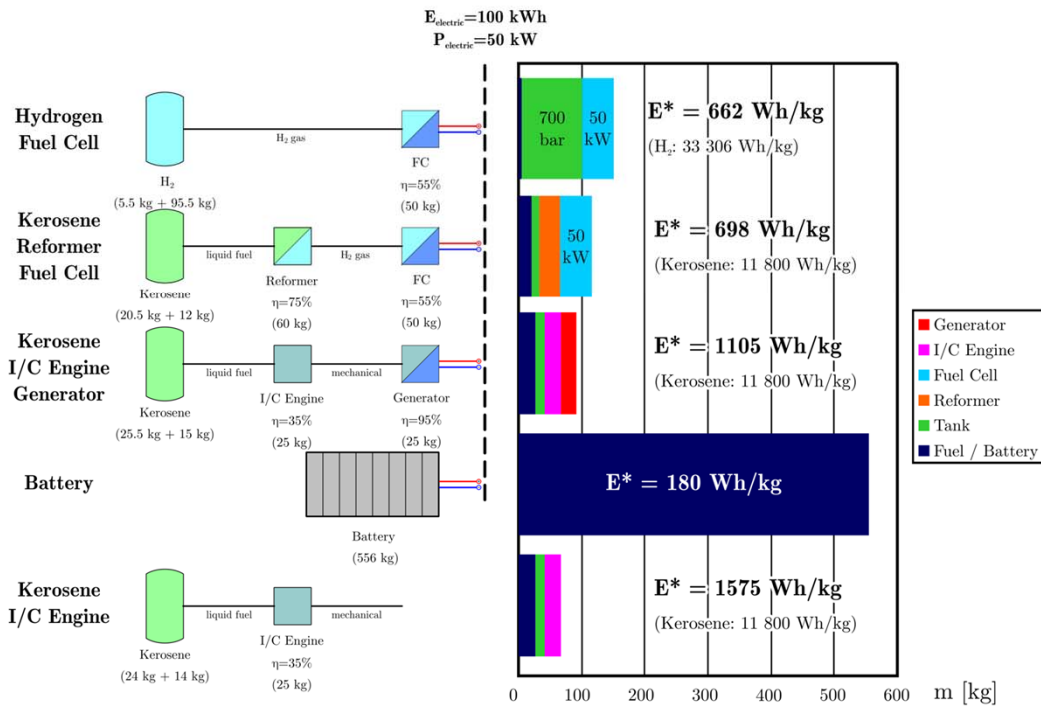 E_electric=100 kWh
P_electric=50 kW
Hydrogen
Fuel Cell
H₂ gas
H₂
(5.5 kg + 95.5 kg)
FC
η=55%
(50 kg)
700
bar
50
kW
E* = 662 Wh/kg
(H₂: 33 306 Wh/kg)
Kerosene
Reformer
Fuel Cell
liquid fuel
H₂ gas
Kerosene
(20.5 kg + 12 kg)
Reformer
η=75%
(60 kg)
FC
η=55%
(50 kg)
50
kW
E* = 698 Wh/kg
(Kerosene: 11 800 Wh/kg)
Kerosene
I/C Engine
Generator
liquid fuel
mechanical
Kerosene
(25.5 kg + 15 kg)
I/C Engine
η=35%
(25 kg)
Generator
η=95%
(25 kg)
E* = 1105 Wh/kg
(Kerosene: 11 800 Wh/kg)
Battery
Battery
(556 kg)
E* = 180 Wh/kg
Kerosene
I/C Engine
liquid fuel
mechanical
Kerosene
(24 kg + 14 kg)
I/C Engine
η=35%
(25 kg)
E* = 1575 Wh/kg
(Kerosene: 11 800 Wh/kg)
Generator
I/C Engine
Fuel Cell
Reformer
Tank
Fuel / Battery
0 100 200 300 400 500 600 m [kg]